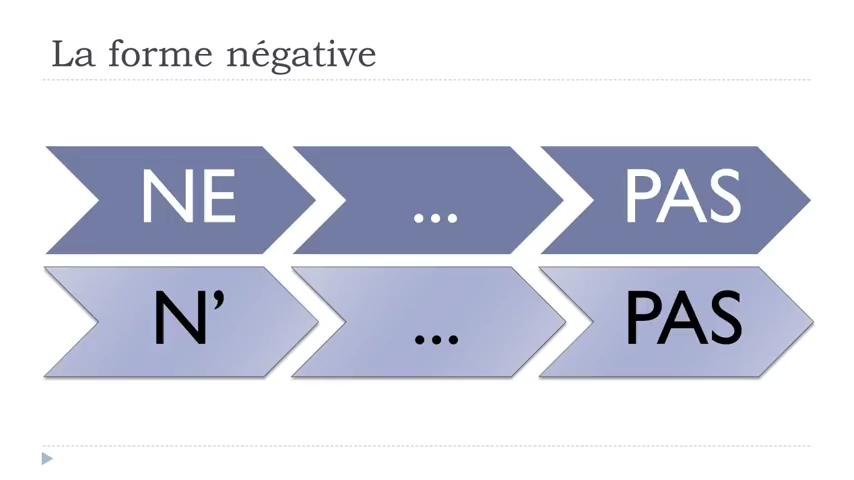 La forme négative
NE ... PAS
N’ ... PAS